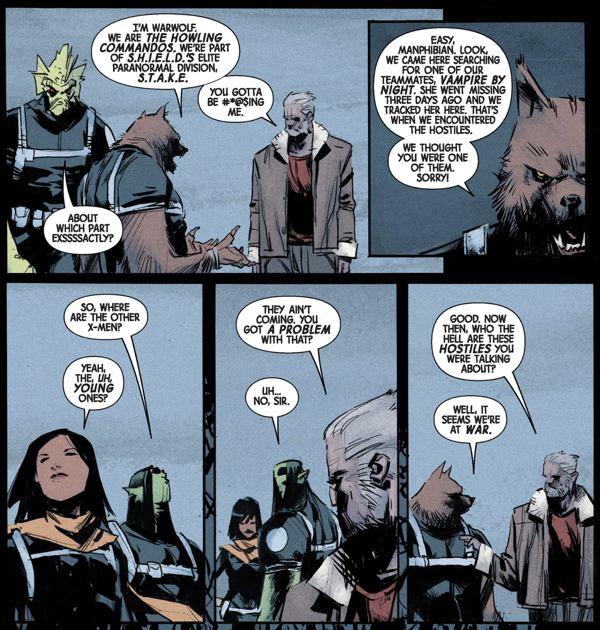 I'M WARWOLF.
WE ARE THE HOWLING
COMMANDOS. WE'RE PART
OF S.H.I.E.L.D.'S ELITE
PARANORMAL DIVISION,
S.T.A.K.E.
YOU GOTTA
BE #*@$ING
ME.
ABOUT
WHICH PART
EXSSSSACTLY?
EASY,
MANPHIBIAN. LOOK,
WE CAME HERE SEARCHING
FOR ONE OF OUR
TEAMMATES, VAMPIRE BY
NIGHT. SHE WENT MISSING
THREE DAYS AGO AND WE
TRACKED HER HERE. THAT'S
WHEN WE ENCOUNTERED
THE HOSTILES.
WE THOUGHT
YOU WERE ONE
OF THEM.
SORRY!
SO, WHERE
ARE THE OTHER
X-MEN?
YEAH,
THE, UH,
YOUNG
ONES?
THEY AIN'T
COMING. YOU
GOT A PROBLEM
WITH THAT?
UH...
NO, SIR.
GOOD. NOW
THEN, WHO THE
HELL ARE THESE
HOSTILES YOU
WERE TALKING
ABOUT?
WELL, IT
SEEMS WE'RE
AT WAR.